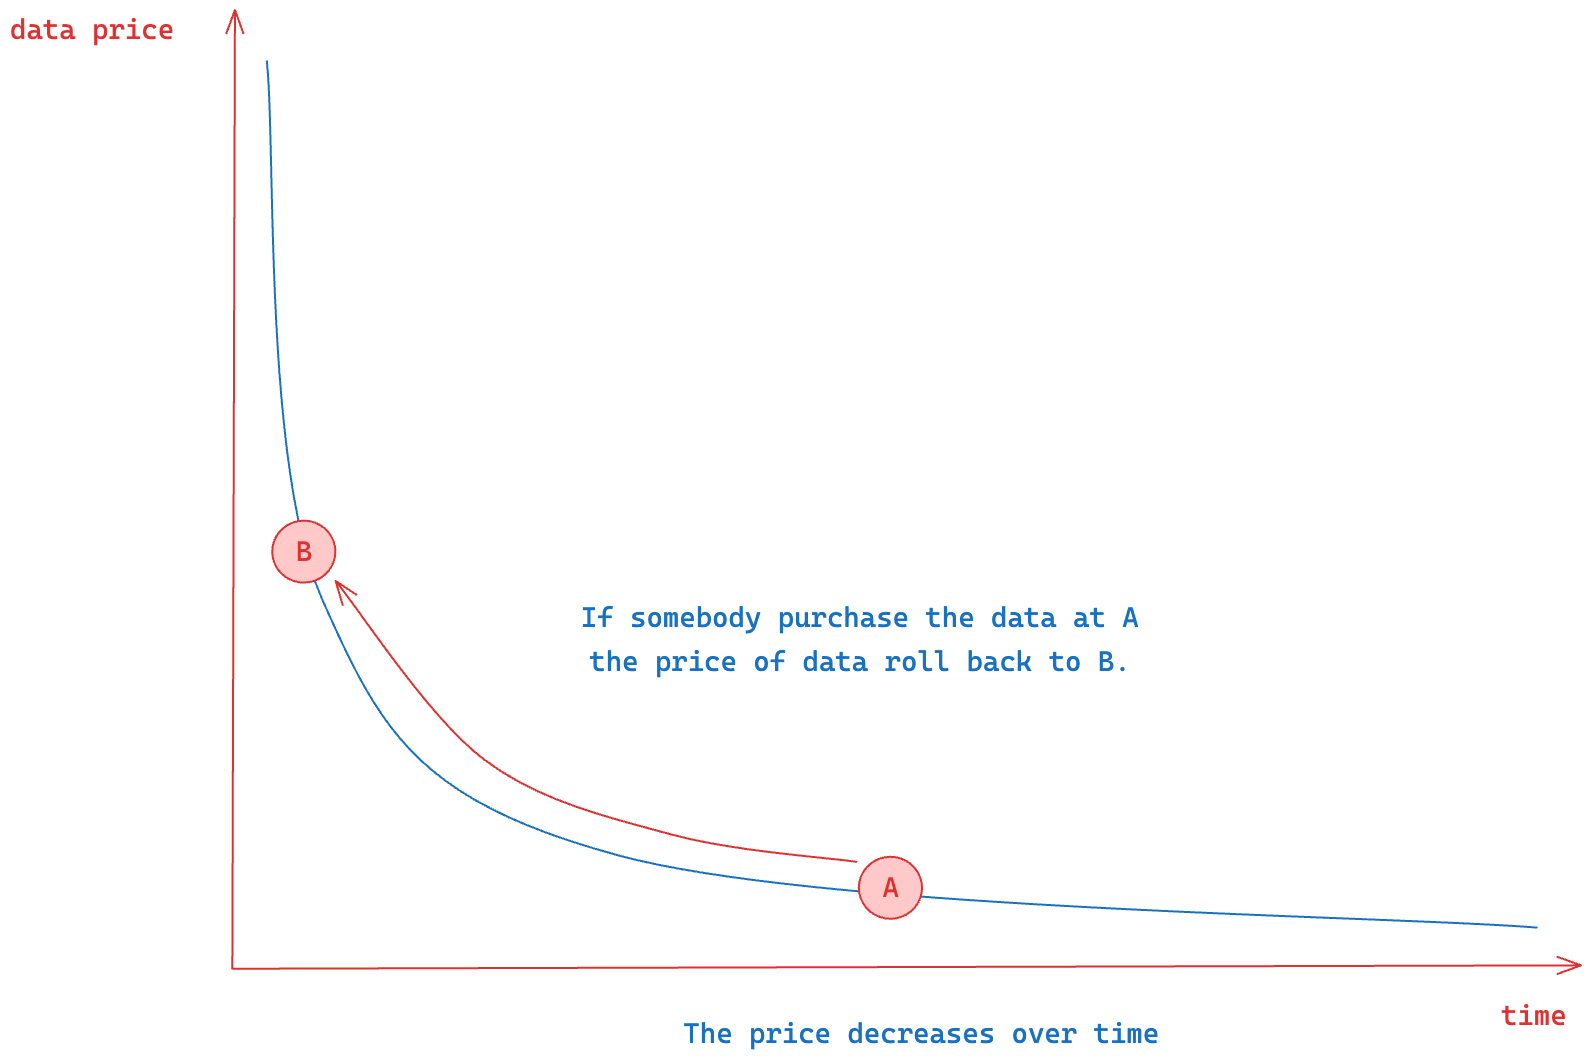 data price
B
If somebody purchase the data at A
the price of data roll back to B.
A
time
The price decreases over time